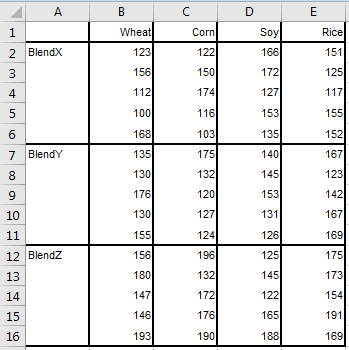 A B C D E
1 Wheat Corn Soy Rice
2 BlendX 123 122 166 151
3 156 150 172 125
4 112 174 127 117
5 100 116 153 155
6 168 103 135 152
7 BlendY 135 175 140 167
8 130 132 145 123
9 176 120 153 142
10 130 127 131 167
11 155 124 126 169
12 BlendZ 156 196 125 175
13 180 132 145 173
14 147 172 122 154
15 146 176 165 191
16 193 190 188 169